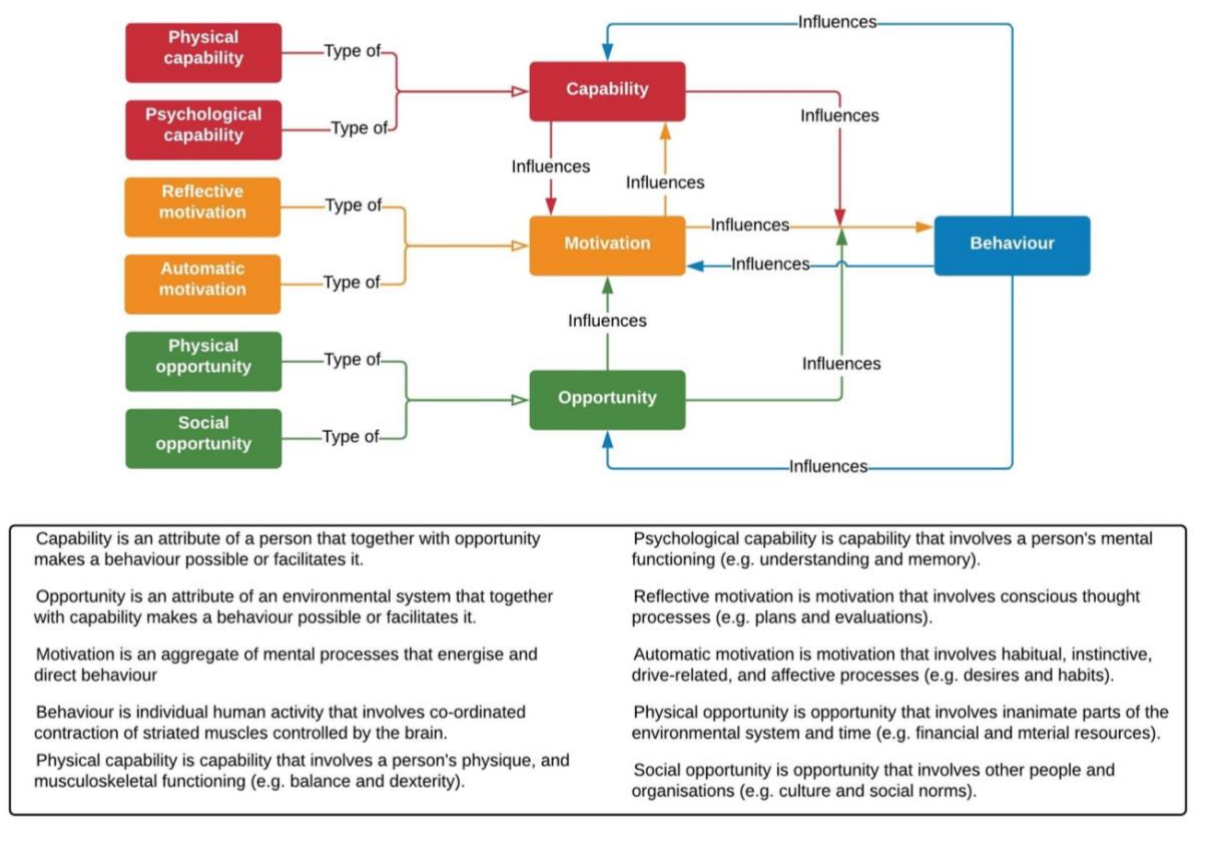 Influences
Physical
capability
Type of
Capability
Influences
Psychological
capability
Type of
Influences
Influences
Reflective
motivation
Type of
Motivation
Influences
Behaviour
Influences
Automatic
motivation
Type of
Influences
Physical
opportunity
Type of
Influences
Opportunity
Social
opportunity
Type of
Influences
Capability is an attribute of a person that together with opportunity
makes a behaviour possible or facilitates it.
Opportunity is an attribute of an environmental system that together
with capability makes a behaviour possible or facilitates it.
Motivation is an aggregate of mental processes that energise and
direct behaviour
Behaviour is individual human activity that involves co-ordinated
contraction of striated muscles controlled by the brain.
Physical capability is capability that involves a person's physique, and
musculoskeletal functioning (e.g. balance and dexterity).
Psychological capability is capability that involves a person's mental
functioning (e.g. understanding and memory).
Reflective motivation is motivation that involves conscious thought
processes (e.g. plans and evaluations).
Automatic motivation is motivation that involves habitual, instinctive,
drive-related, and affective processes (e.g. desires and habits).
Physical opportunity is opportunity that involves inanimate parts of the
environmental system and time (e.g. financial and mterial resources).
Social opportunity is opportunity that involves other people and
organisations (e.g. culture and social norms).